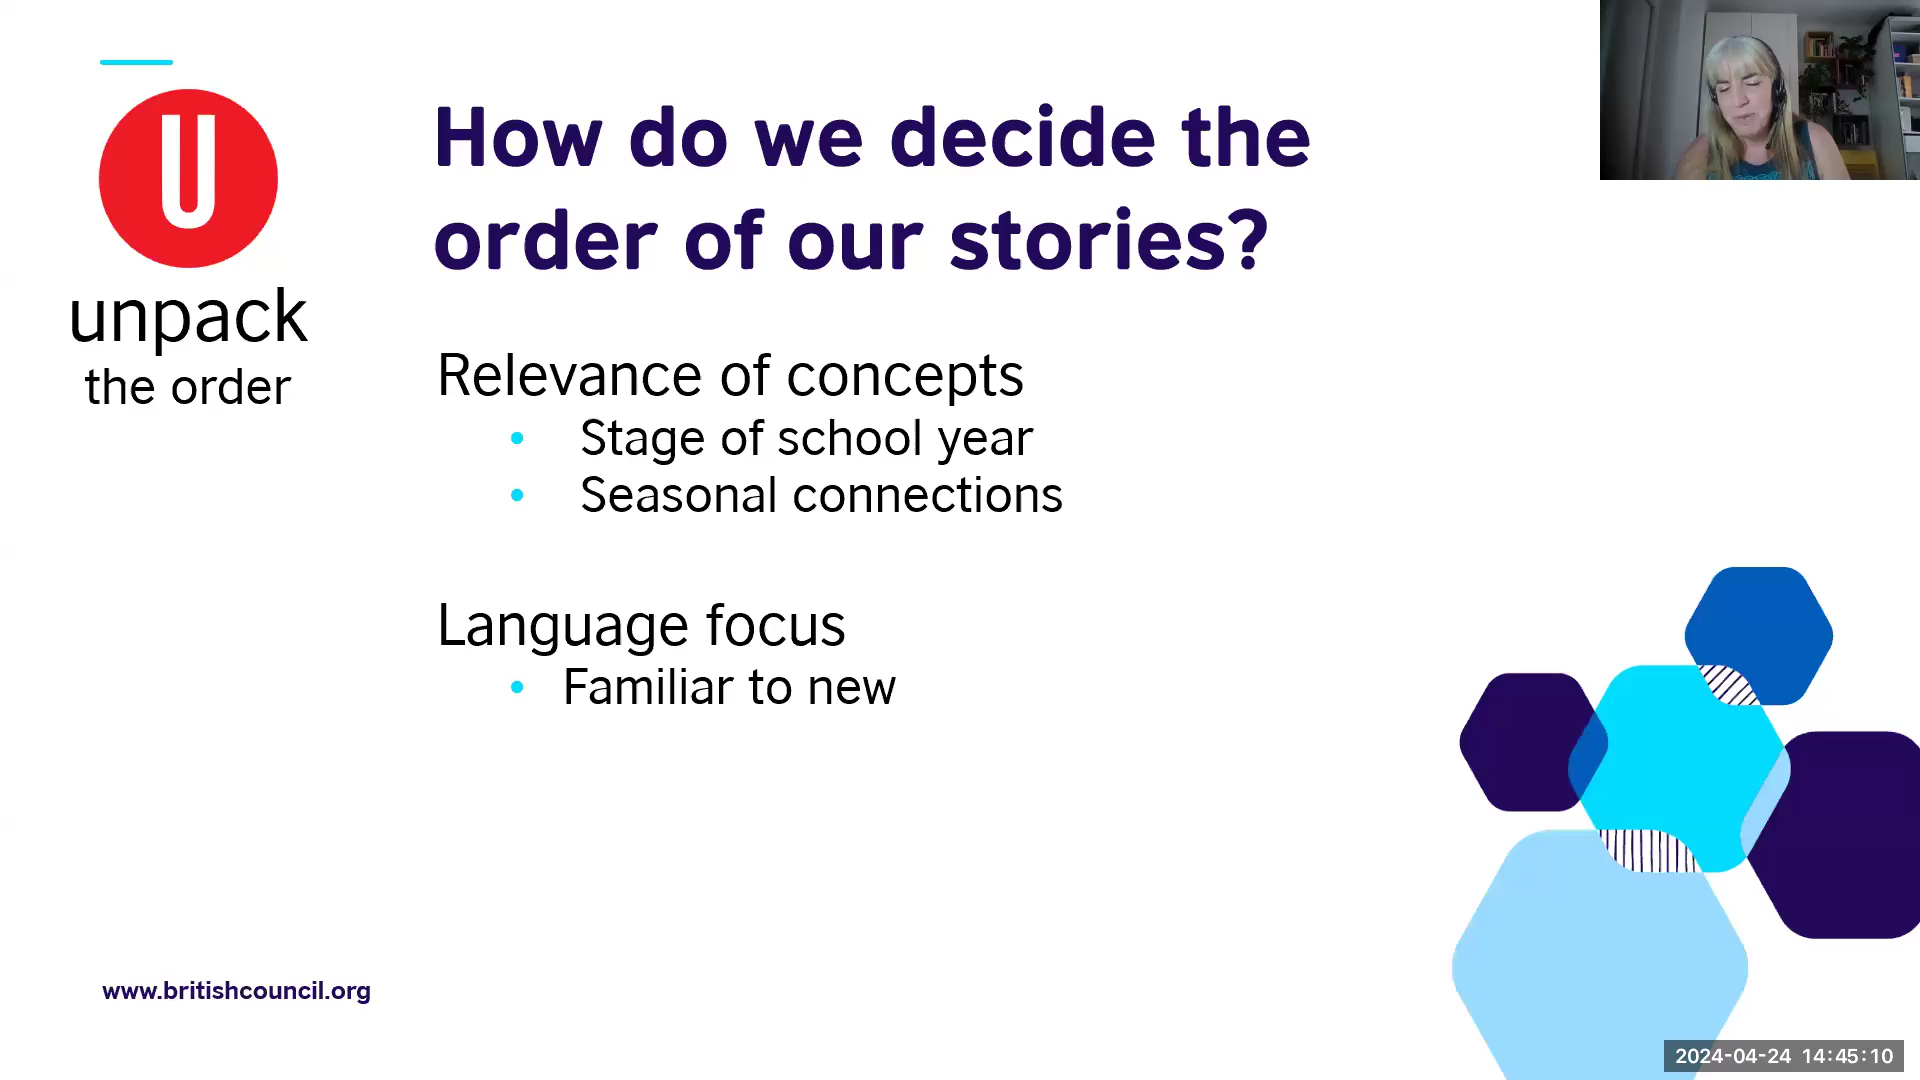 U
unpack
the order
How do we decide the
order of our stories?
Relevance of concepts
• Stage of school year
• Seasonal connections
Language focus
• Familiar to new
www.britishcouncil.org
2024-04-24 14:45:10